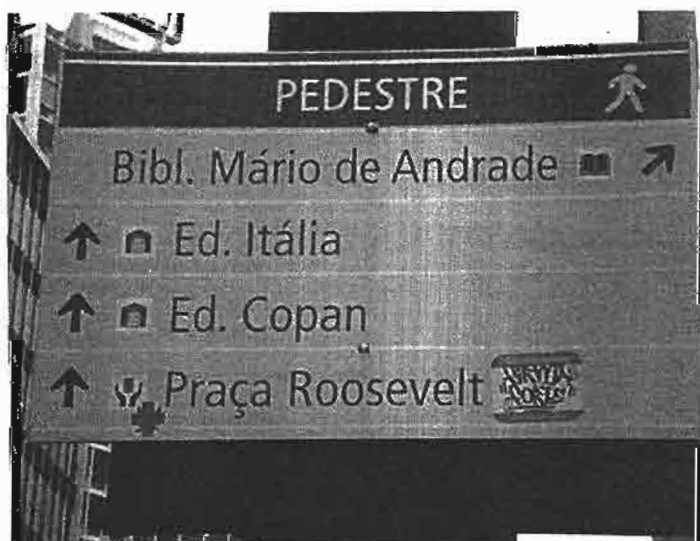 PEDESTRE
Bibl. Mário de Andrade
Ed. Itália
Ed. Copan
Praça Roosevelt